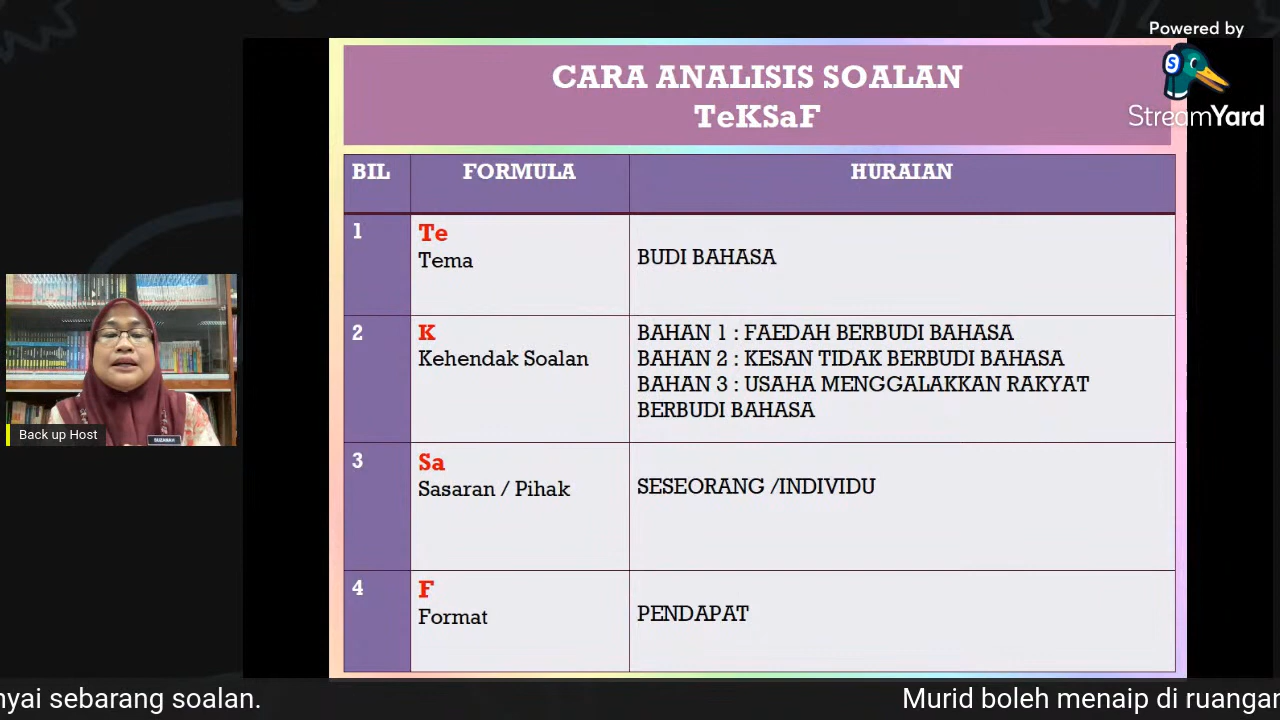 Powered by
StreamYard
CARA ANALISIS SOALAN
TeKSaF
BIL FORMULA HURAIAN
1
Te
Tema
BUDI BAHASA
2
K
Kehendak Soalan
BAHAN 1 : FAEDAH BERBUDI BAHASA
BAHAN 2 : KESAN TIDAK BERBUDI BAHASA
BAHAN 3 : USAHA MENGGALAKKAN RAKYAT
BERBUDI BAHASA
3
Sa
Sasaran / Pihak
SESEORANG /INDIVIDU
4
F
Format
PENDAPAT
Back up Host
nyai sebarang soalan.
Murid boleh menaip di ruangan